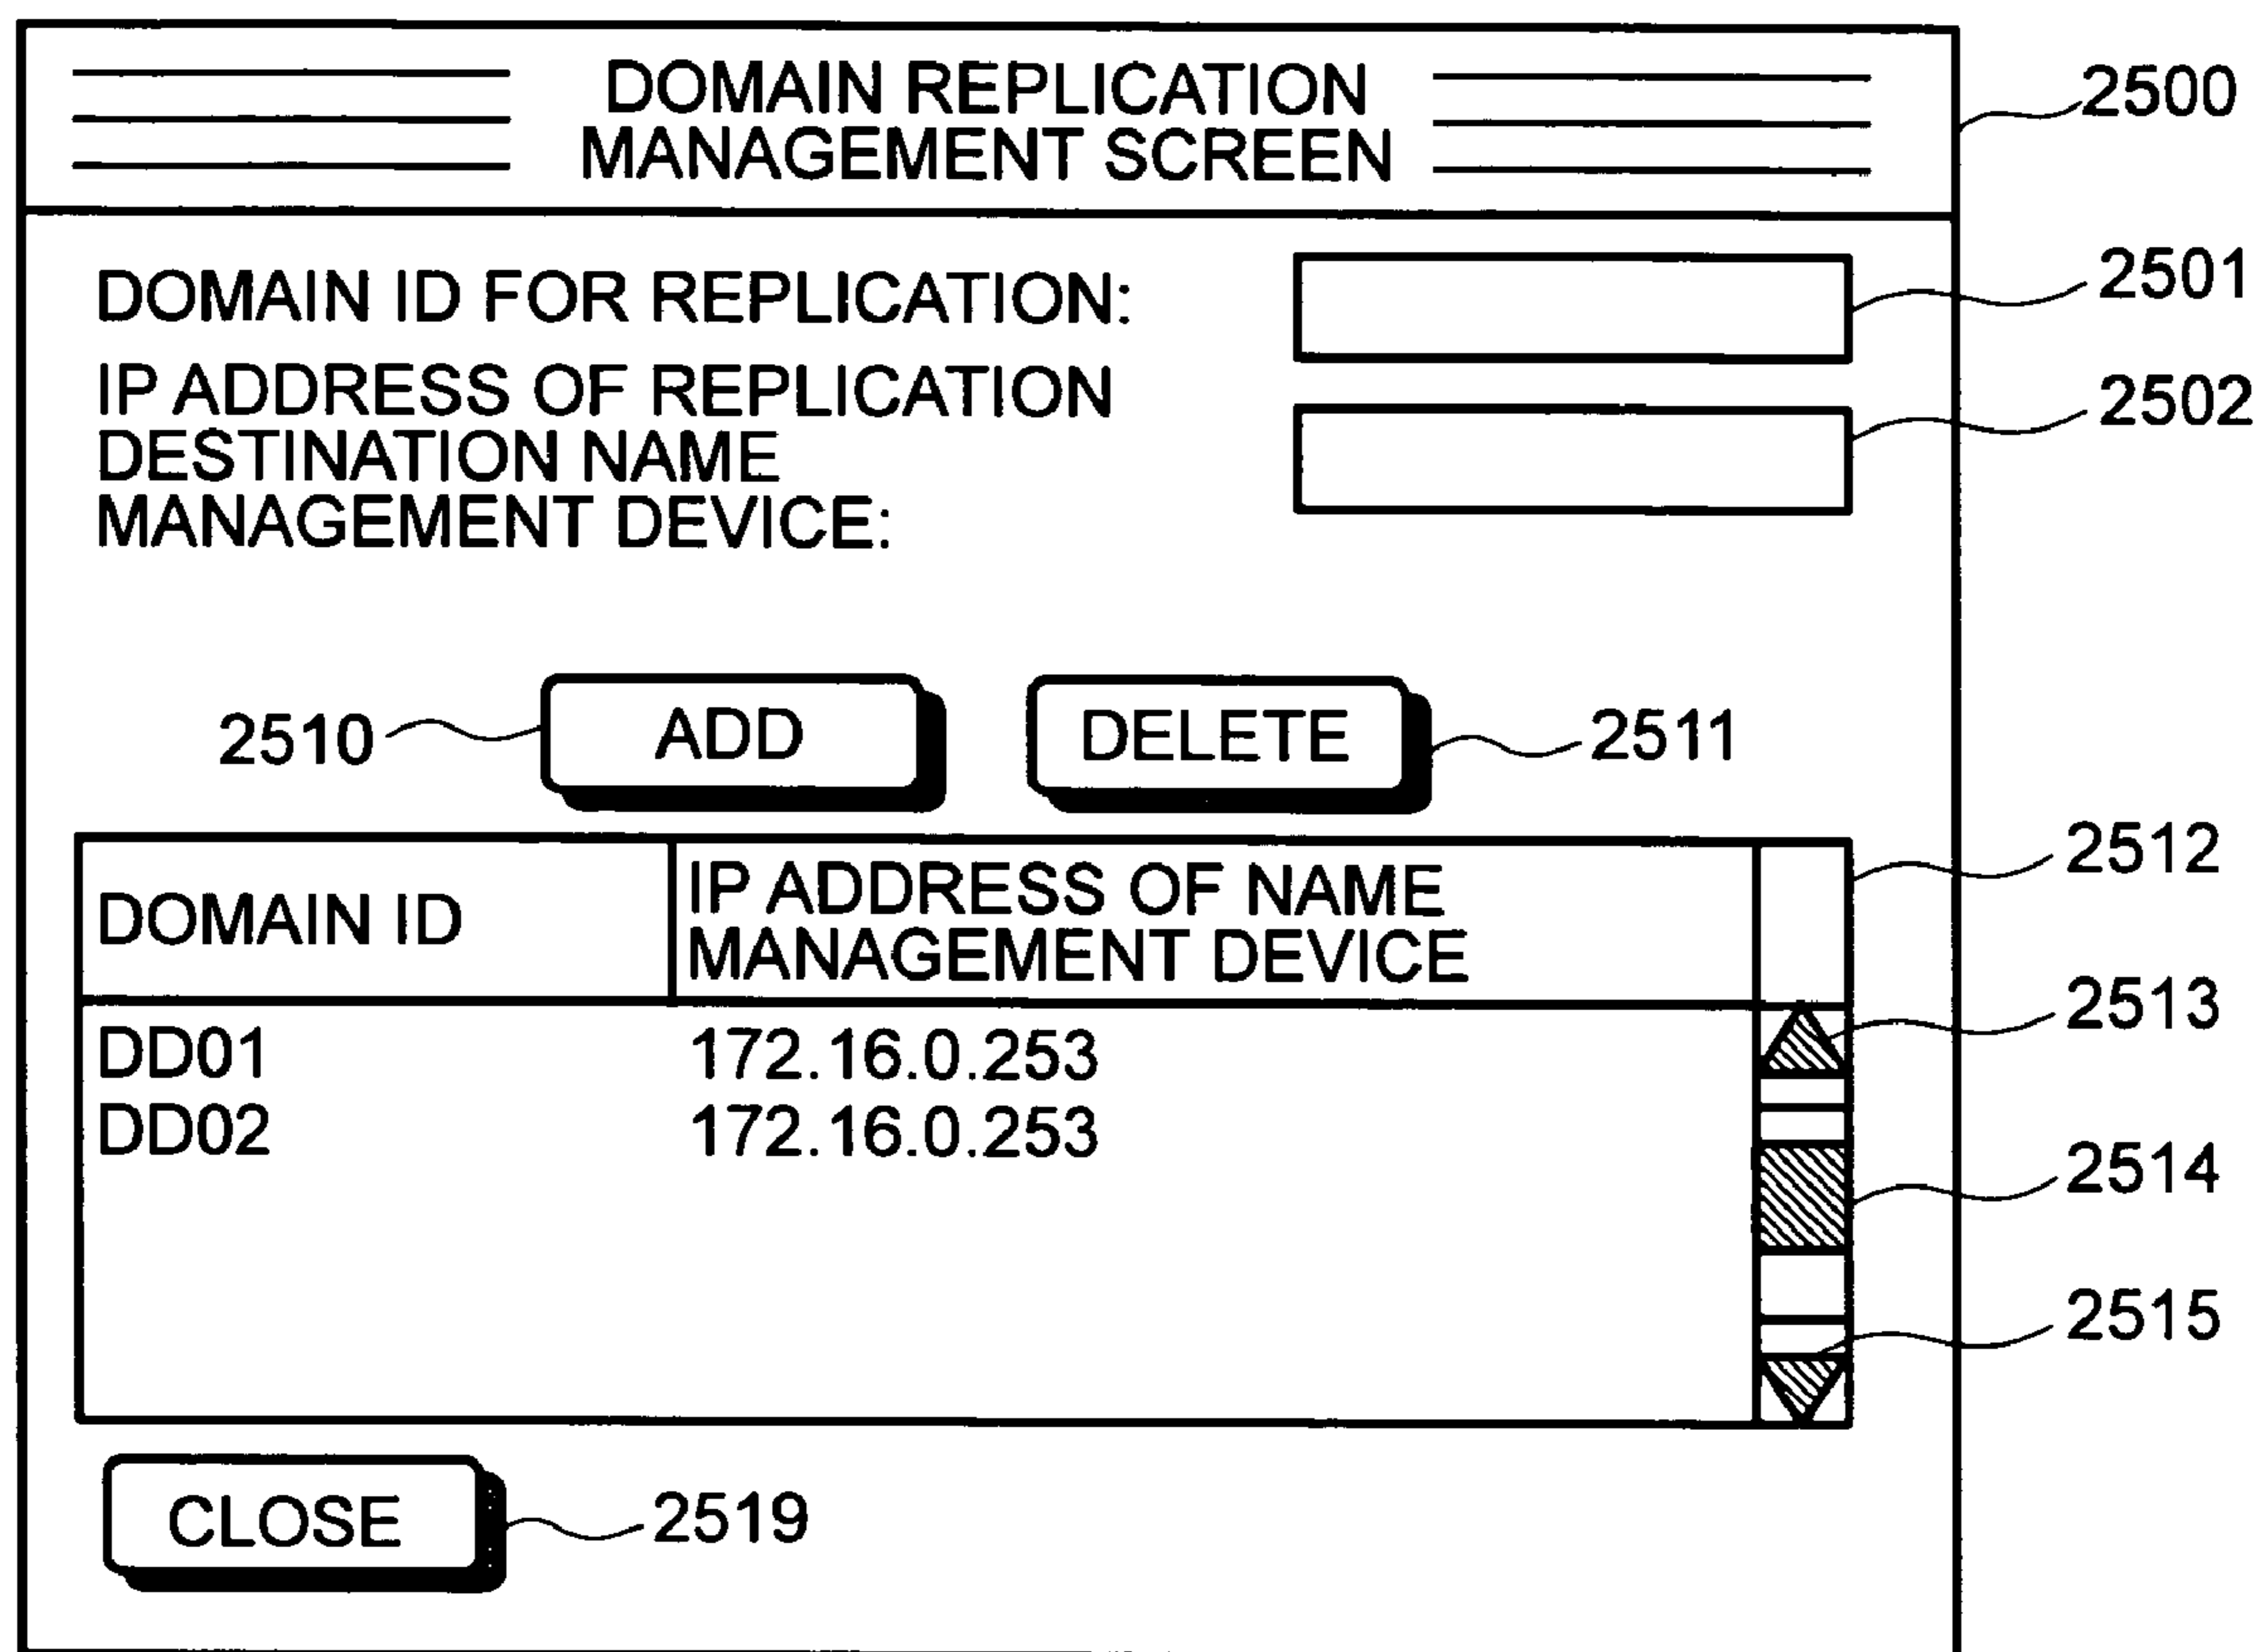 DOMAIN REPLICATION
MANAGEMENT SCREEN
2500
DOMAIN ID FOR REPLICATION:
2501
IP ADDRESS OF REPLICATION
DESTINATION NAME
MANAGEMENT DEVICE:
2502
2510
ADD
DELETE
2511
2512
DOMAIN ID
IP ADDRESS OF NAME
MANAGEMENT DEVICE
2513
DD01 172.16.0.253
DD02 172.16.0.253
2514
2515
CLOSE
2519